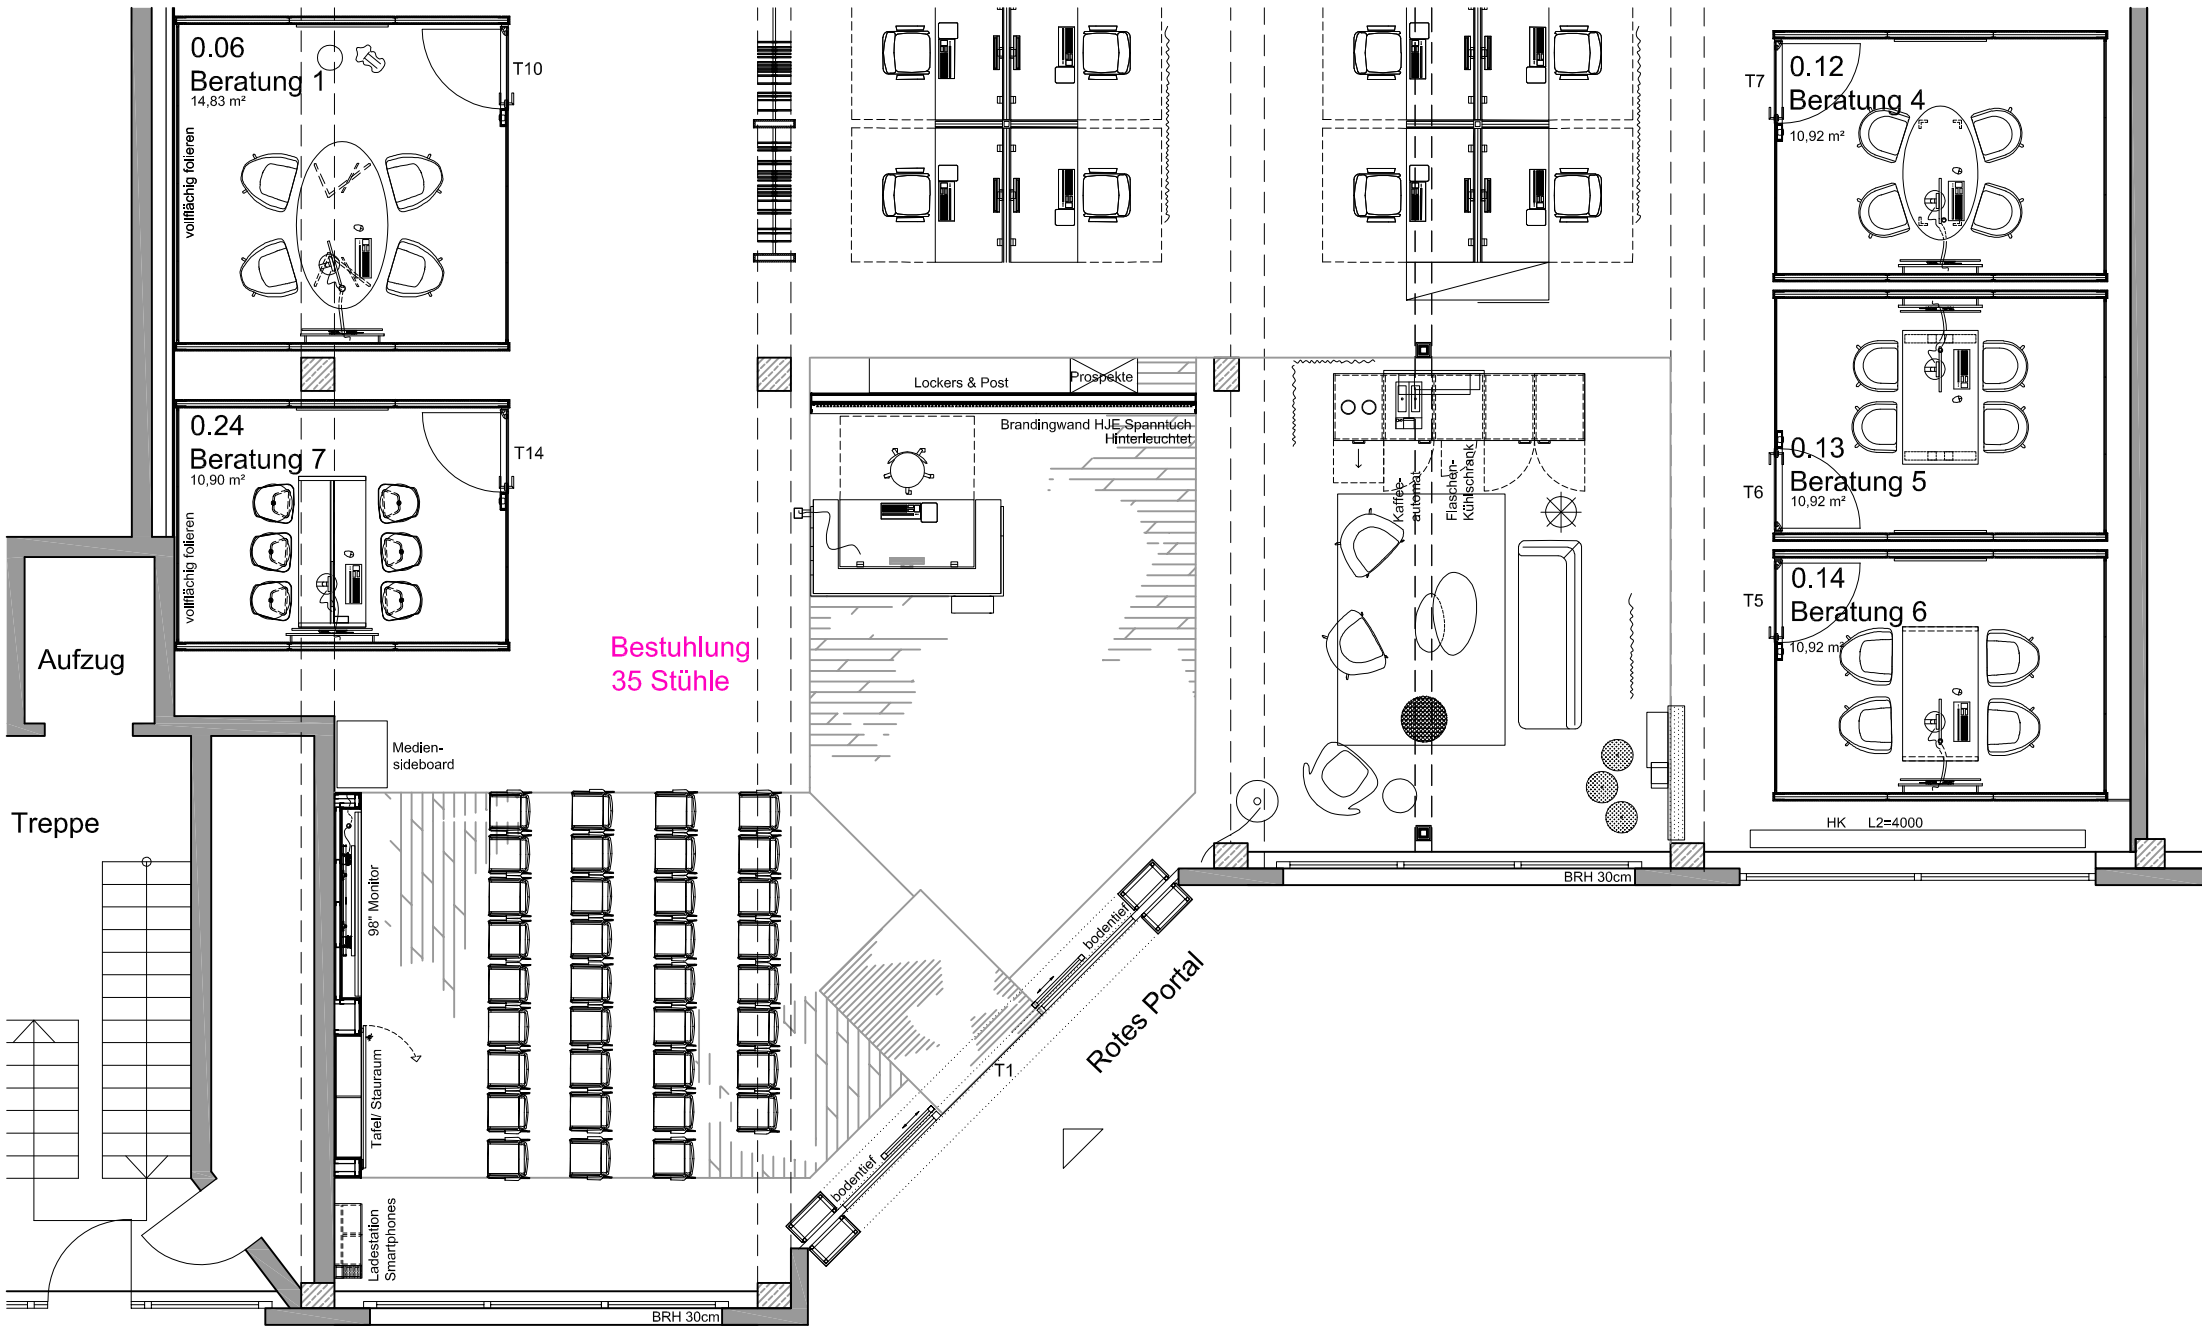 0.06
Beratung 1
14,83 m²
vollflächig folieren
T10
T7
0.12
Beratung 4
10,92 m²
Lockers & Post
Prospekte
Brandingwand HJE Spanntuch
Hinterleuchtet
0.24
Beratung 7
10,90 m²
vollflächig folieren
T14
Kaffee-
automat
Flaschen-
Kühlschrank
0.13
Beratung 5
10,92 m²
T6
T5
0.14
Beratung 6
10,92 m²
Aufzug
Bestuhlung
35 Stühle
Medien-
sideboard
Treppe
98" Monitor
Tafel/ Stauraum
Ladestation
Smartphones
HK L2=4000
BRH 30cm
bodentief
Rotes Portal
T1
bodentief
BRH 30cm